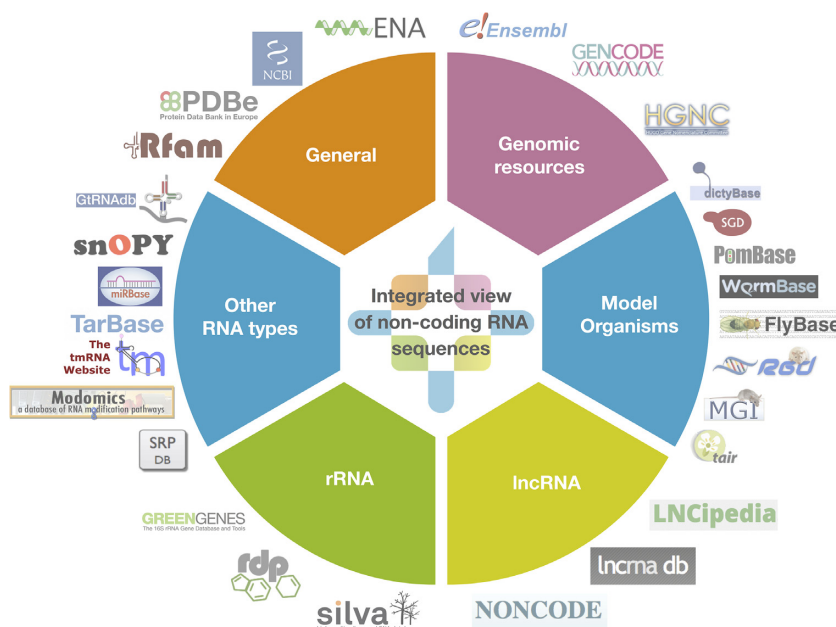 ENA
e!Ensembl
NCBI
GENCODE
PDBe
Protein Data Bank in Europe
HGNC
Rfam
General
Genomic
resources
GtRNAdb
dictyBase
SGD
snOPY
PomBase
miRBase
WormBase
Other
RNA types
Integrated view
of non-coding RNA
sequences
Model
Organisms
TarBase
FlyBase
The
tmRNA
Website
tm
RGD
Modomics
a database of RNA modification pathways
MGI
SRP
DB
tair
rRNA
lncRNA
GREENGENES
The 16S rRNA Gene Database and Tools
LNCipedia
rdp
lncrna db
silva
NONCODE